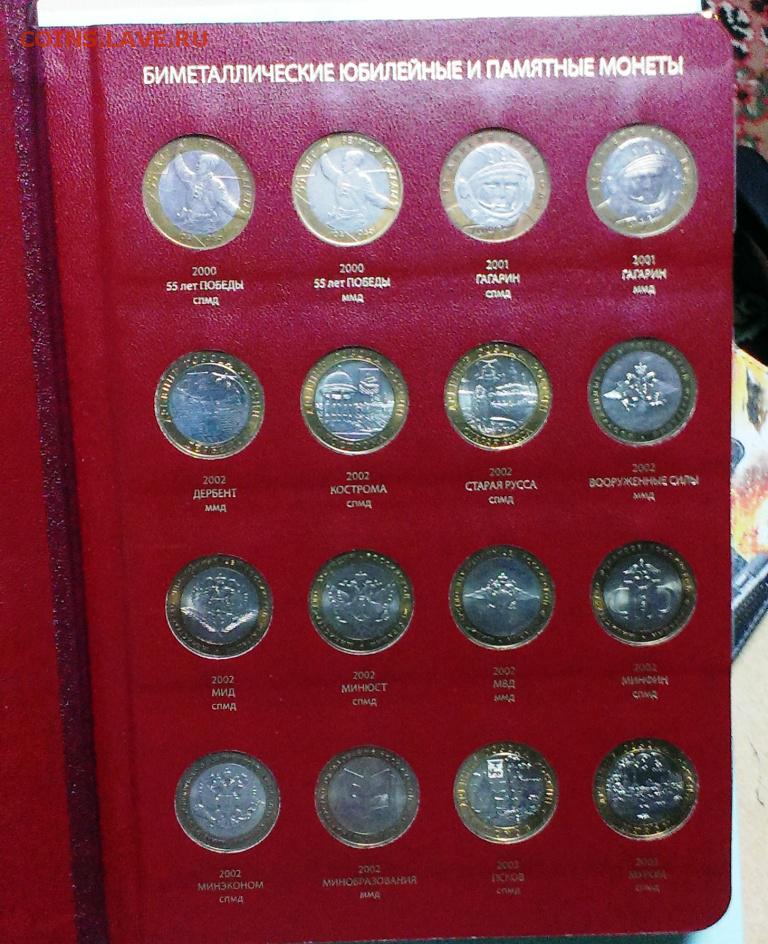 COINS.LAVE.RU
БИМЕТАЛЛИЧЕСКИЕ ЮБИЛЕЙНЫЕ И ПАМЯТНЫЕ МОНЕТЫ
2000
55 лет ПОБЕДЫ
спмд
2000
55 лет ПОБЕДЫ
ммд
2001
ГАГАРИН
спмд
2001
ГАГАРИН
ммд
2002
ДЕРБЕНТ
ммд
2002
КОСТРОМА
спмд
2002
СТАРАЯ РУССА
спмд
2002
ВООРУЖЕННЫЕ СИЛЫ
ммд
2002
МИД
спмд
2002
МИНЮСТ
спмд
2002
МВД
ммд
2002
МИНФИН
спмд
2002
МИНЭКОНОМ
спмд
2002
МИНОБРАЗОВАНИЯ
ммд
2003
ПСКОВ
спмд
2003
МУРОМ
спмд